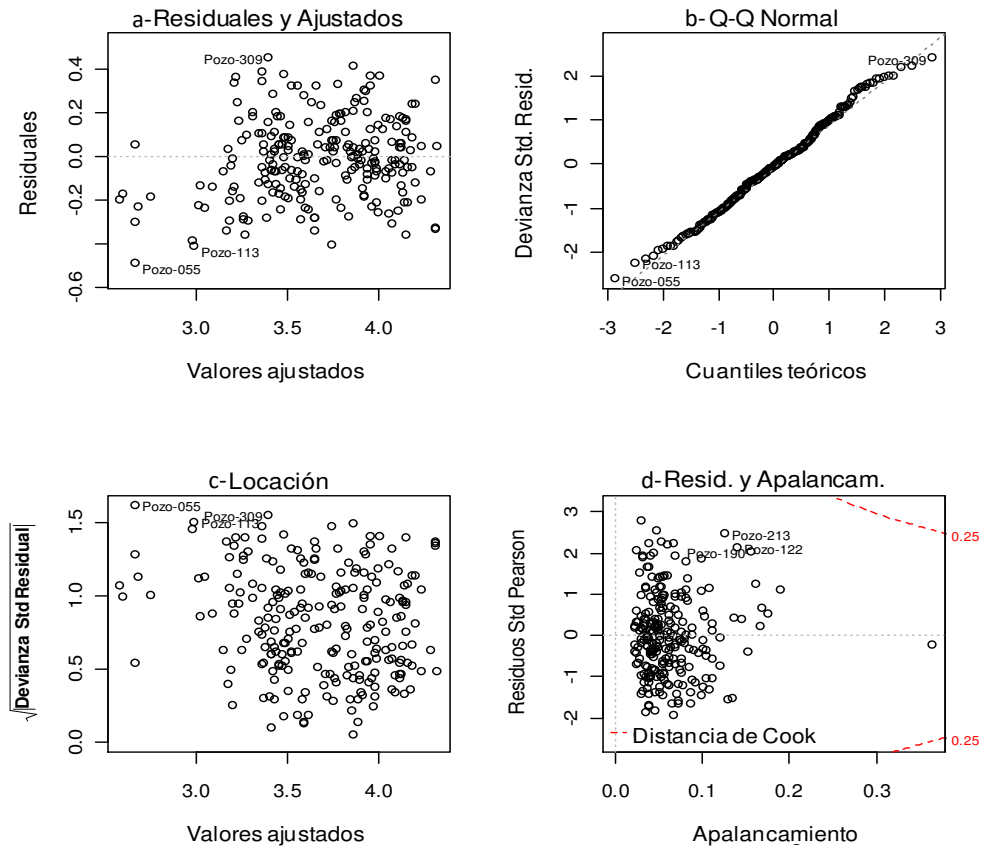 a-Residuales y Ajustados
Residuales
0.4
0.2
0.0
-0.2
-0.4
-0.6
Pozo-309
Pozo-113
Pozo-055
3.0 3.5 4.0
Valores ajustados
b-Q-Q Normal
Devianza Std. Resid.
2
1
0
-1
-2
Pozo-309
Pozo-113
Pozo-055
-3 -2 -1 0 1 2 3
Cuantiles teóricos
c-Locación
√|Devianza Std Residual|
1.5
1.0
0.5
0.0
Pozo-055
Pozo-309
Pozo-113
3.0 3.5 4.0
Valores ajustados
d-Resid. y Apalancam.
Residuos Std Pearson
3
2
1
0
-1
-2
Pozo-213
Pozo-190
Pozo-122
0.25
0.25
Distancia de Cook
0.0 0.1 0.2 0.3
Apalancamiento